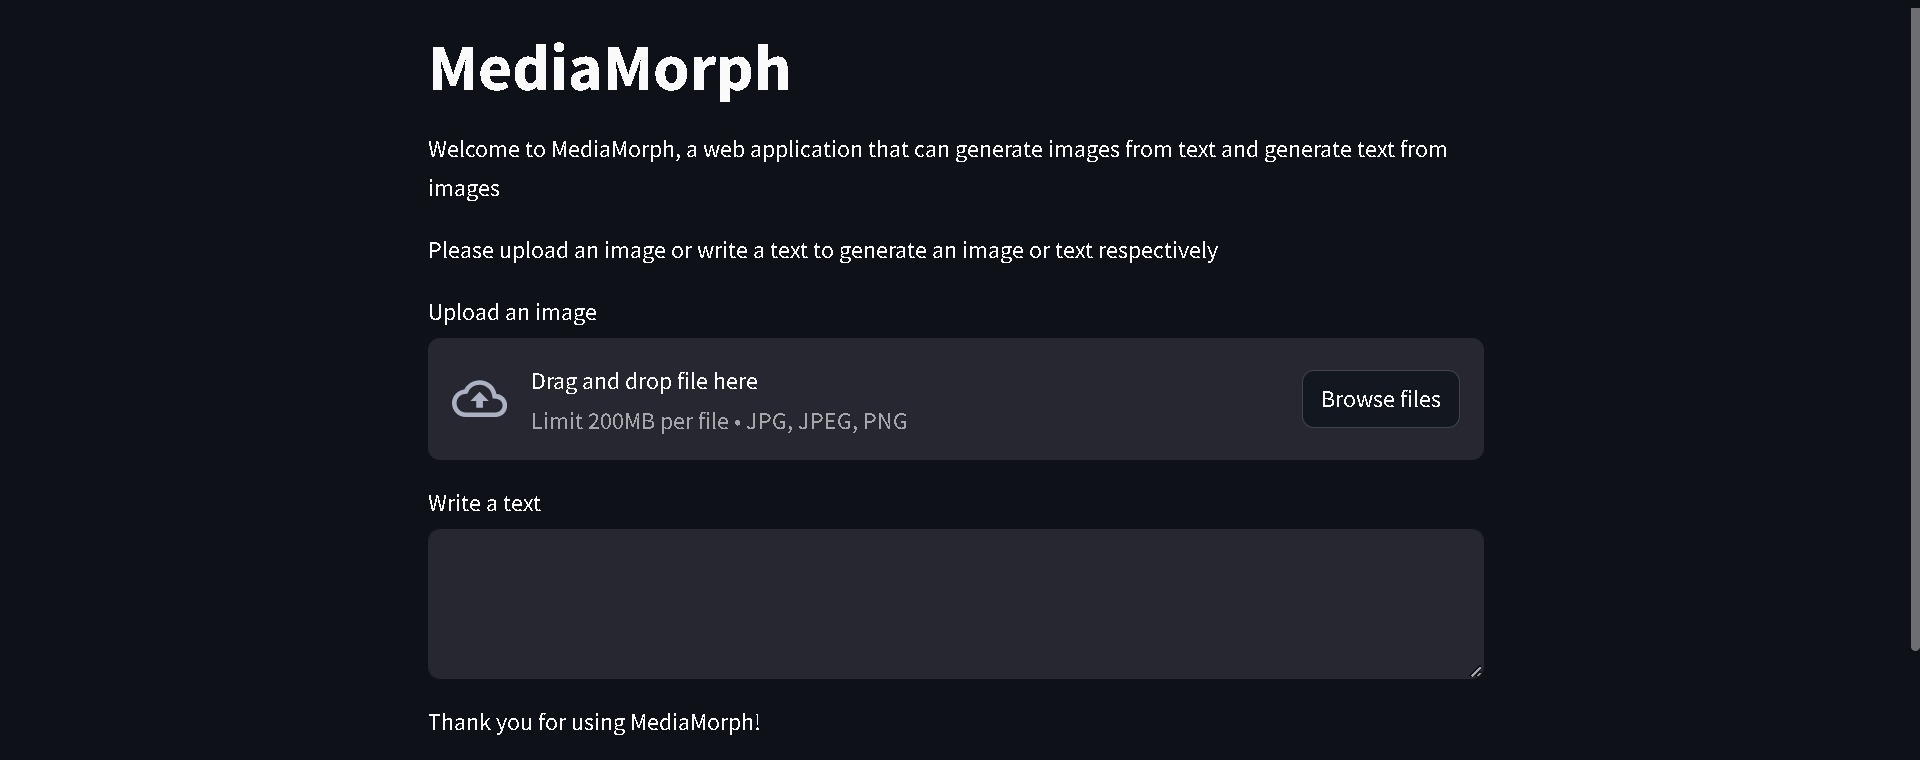 MediaMorph
Welcome to MediaMorph, a web application that can generate images from text and generate text from
images
Please upload an image or write a text to generate an image or text respectively
Upload an image
Drag and drop file here
Limit 200MB per file • JPG, JPEG, PNG
Browse files
Write a text
Thank you for using MediaMorph!